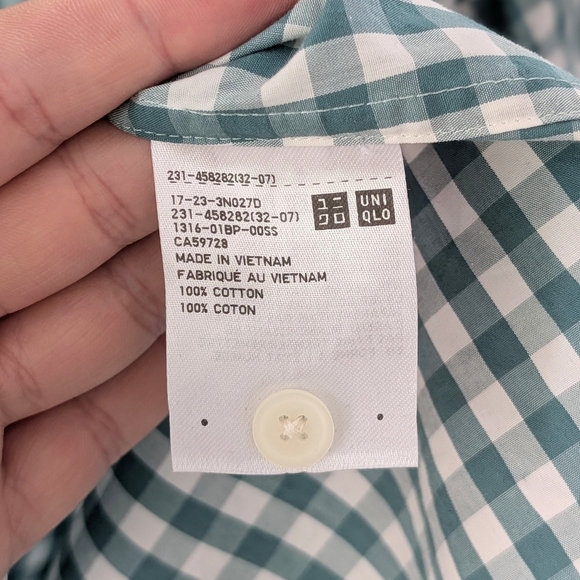 231-458282(32-07)
17-23-3N027D
231-458282(32-07)
1316-01BP-00SS
CA59728
MADE IN VIETNAM
FABRIQUÉ AU VIETNAM
100% COTTON
100% COTON
ユニ
クロ
UNI
QLO